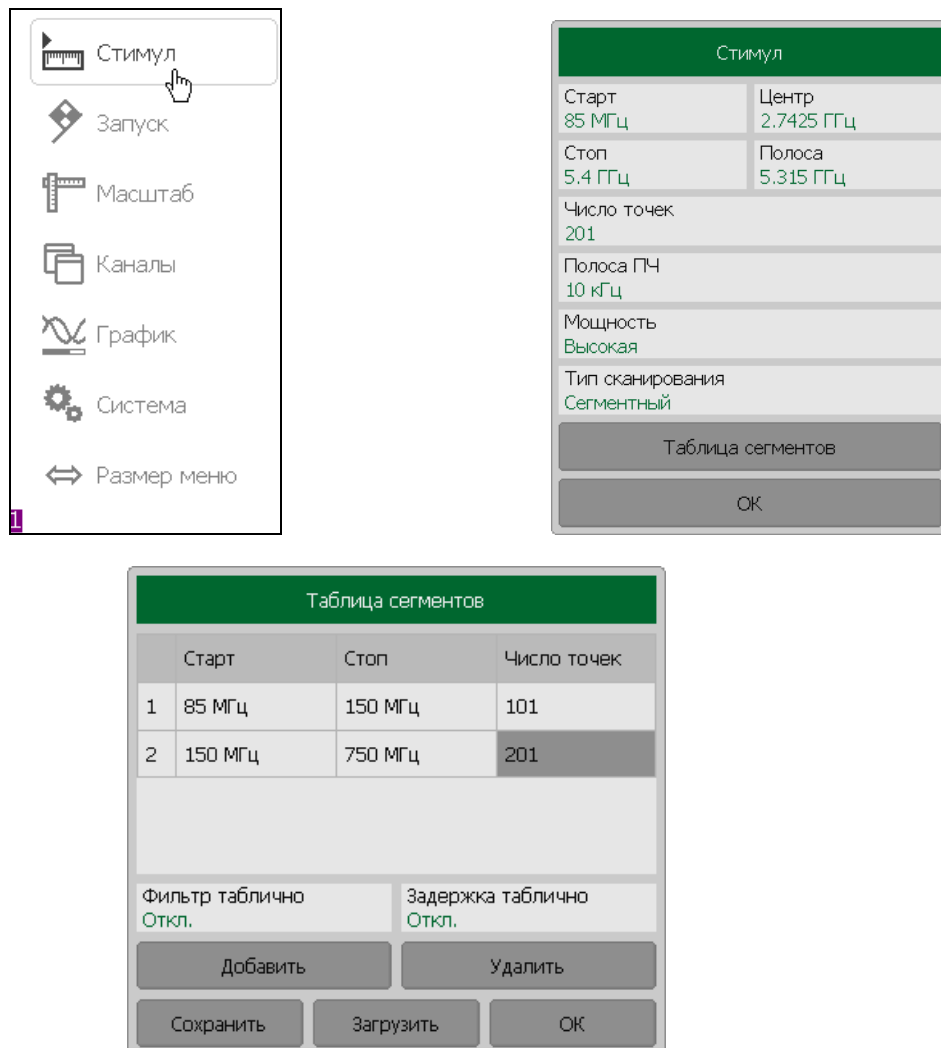 Стимул
Запуск
Масштаб
Каналы
График
Система
Размер меню
1
Стимул
Старт Центр
85 МГц 2.7425 ГГц
Стоп Полоса
5.4 ГГц 5.315 ГГц
Число точек
201
Полоса ПЧ
10 кГц
Мощность
Высокая
Тип сканирования
Сегментный
Таблица сегментов
ОК
Таблица сегментов
Старт Стоп Число точек
1 85 МГц 150 МГц 101
2 150 МГц 750 МГц 201
Фильтр таблично Задержка таблично
Откл. Откл.
Добавить Удалить
Сохранить Загрузить ОК